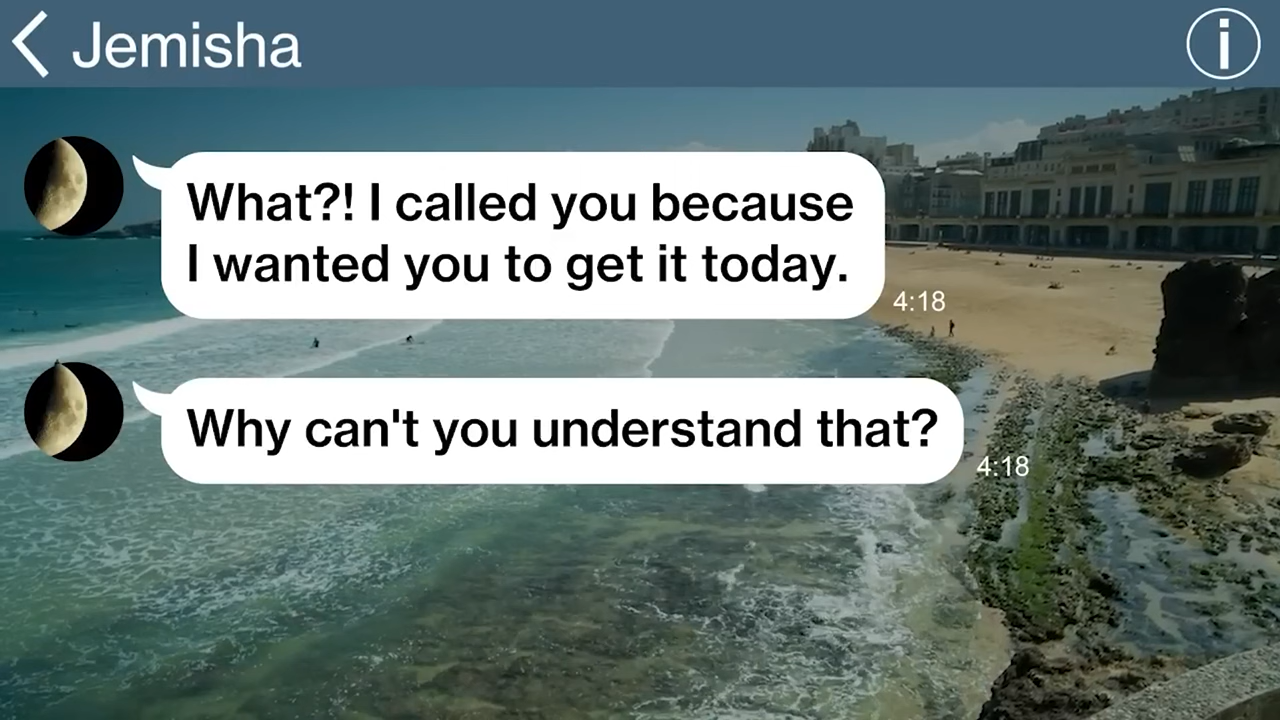 Jemisha
What?! I called you because
I wanted you to get it today.
4:18
Why can't you understand that?
4:18